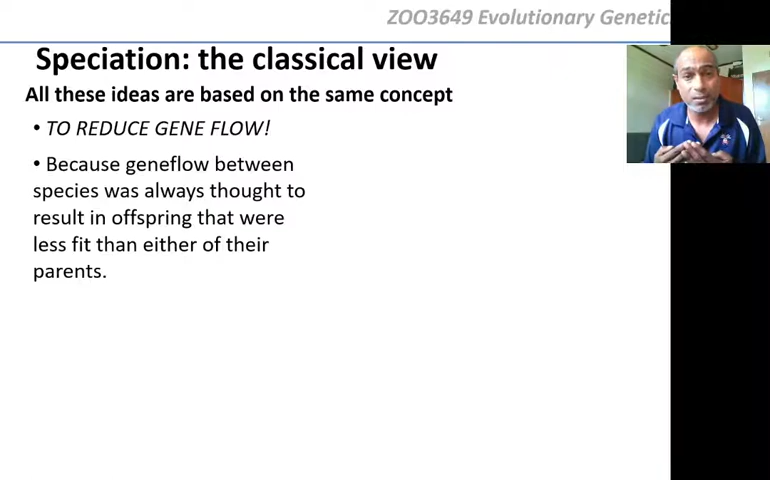 ZOO3649 Evolutionary Genetic
Speciation: the classical view
All these ideas are based on the same concept
• TO REDUCE GENE FLOW!
• Because geneflow between
species was always thought to
result in offspring that were
less fit than either of their
parents.